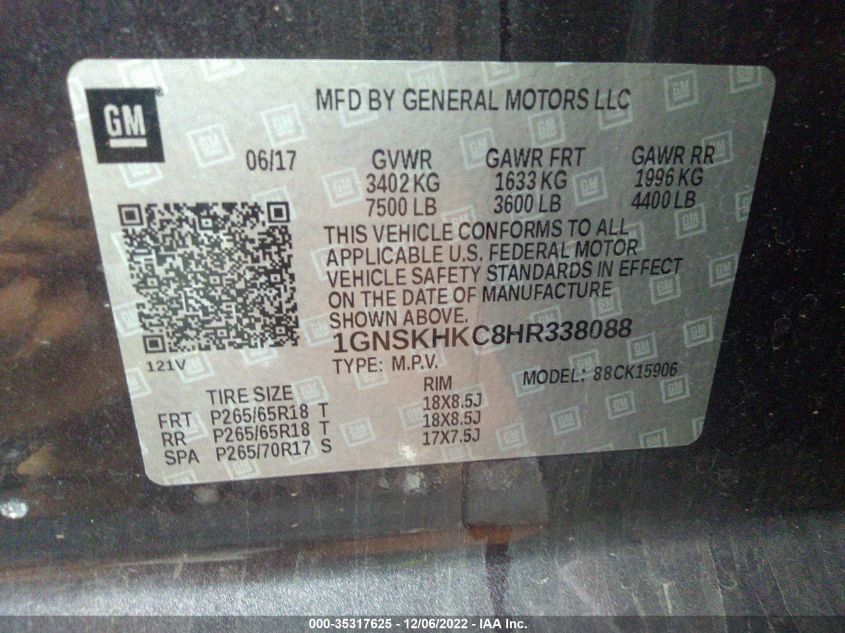 GM
MFD BY GENERAL MOTORS LLC
06/17 GVWR GAWR FRT GAWR RR
3402 KG 1633 KG 1996 KG
7500 LB 3600 LB 4400 LB
THIS VEHICLE CONFORMS TO ALL
APPLICABLE U.S. FEDERAL MOTOR
VEHICLE SAFETY STANDARDS IN EFFECT
ON THE DATE OF MANUFACTURE
SHOWN ABOVE.
1GNSKHKC8HR338088
121V
TYPE: M.P.V. MODEL: 88CK15906
TIRE SIZE RIM
FRT P265/65R18 T 18X8.5J
RR P265/65R18 T 18X8.5J
SPA P265/70R17 S 17X7.5J
000-35317625 - 12/06/2022 - IAA Inc.